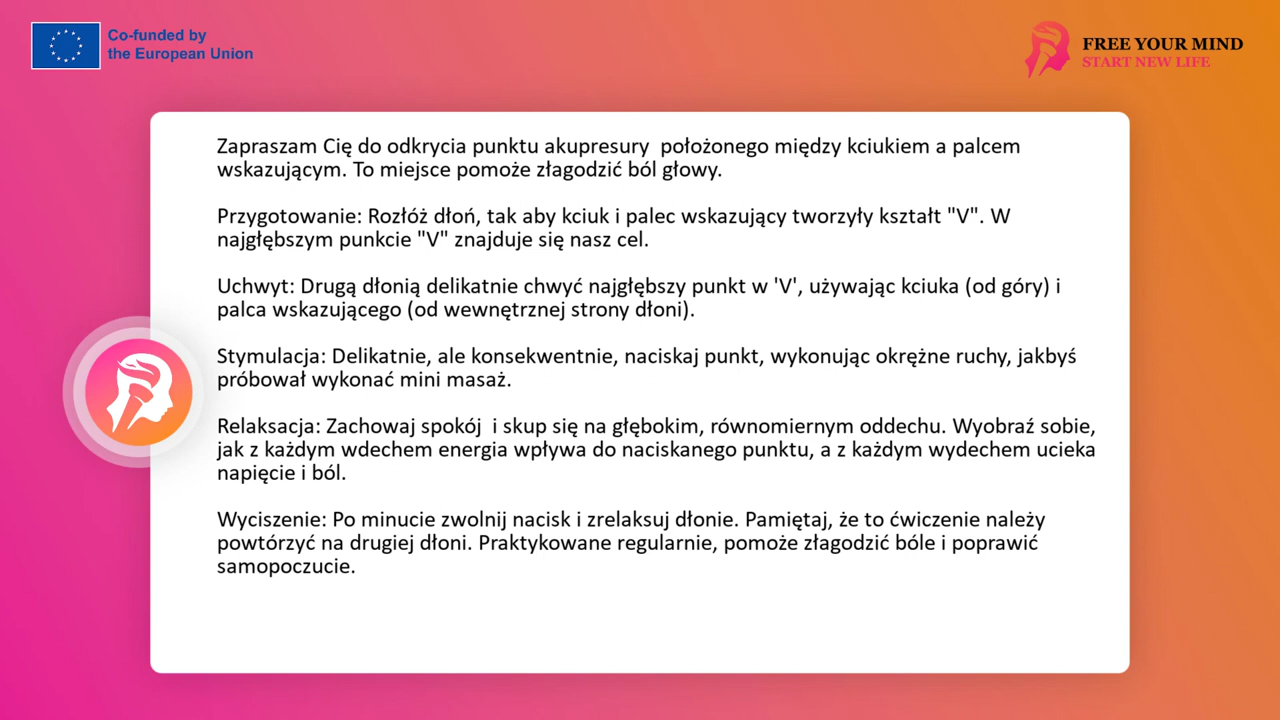 Co-funded by
the European Union
FREE YOUR MIND
START NEW LIFE
Zapraszam Cię do odkrycia punktu akupresury  położonego między kciukiem a palcem
wskazującym. To miejsce pomoże złagodzić ból głowy.
Przygotowanie: Rozłóż dłoń, tak aby kciuk i palec wskazujący tworzyły kształt "V". W
najgłębszym punkcie "V" znajduje się nasz cel.
Uchwyt: Drugą dłonią delikatnie chwyć najgłębszy punkt w 'V', używając kciuka (od góry) i
palca wskazującego (od wewnętrznej strony dłoni).
Stymulacja: Delikatnie, ale konsekwentnie, naciskaj punkt, wykonując okrężne ruchy, jakbyś
próbował wykonać mini masaż.
Relaksacja: Zachowaj spokój  i skup się na głębokim, równomiernym oddechu. Wyobraź sobie,
jak z każdym wdechem energia wpływa do naciskanego punktu, a z każdym wydechem ucieka
napięcie i ból.
Wyciszenie: Po minucie zwolnij nacisk i zrelaksuj dłonie. Pamiętaj, że to ćwiczenie należy
powtórzyć na drugiej dłoni. Praktykowane regularnie, pomoże złagodzić bóle i poprawić
samopoczucie.